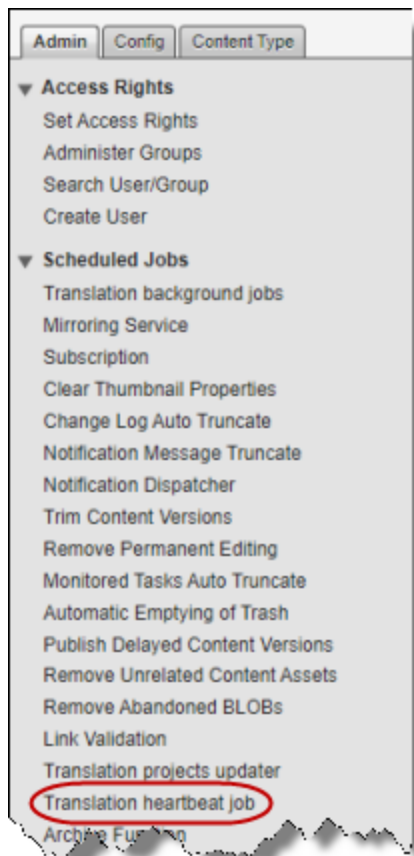 Admin Config Content Type
Access Rights
Set Access Rights
Administer Groups
Search User/Group
Create User
Scheduled Jobs
Translation background jobs
Mirroring Service
Subscription
Clear Thumbnail Properties
Change Log Auto Truncate
Notification Message Truncate
Notification Dispatcher
Trim Content Versions
Remove Permanent Editing
Monitored Tasks Auto Truncate
Automatic Emptying of Trash
Publish Delayed Content Versions
Remove Unrelated Content Assets
Remove Abandoned BLOBs
Link Validation
Translation projects updater
Translation heartbeat job
Archive Function